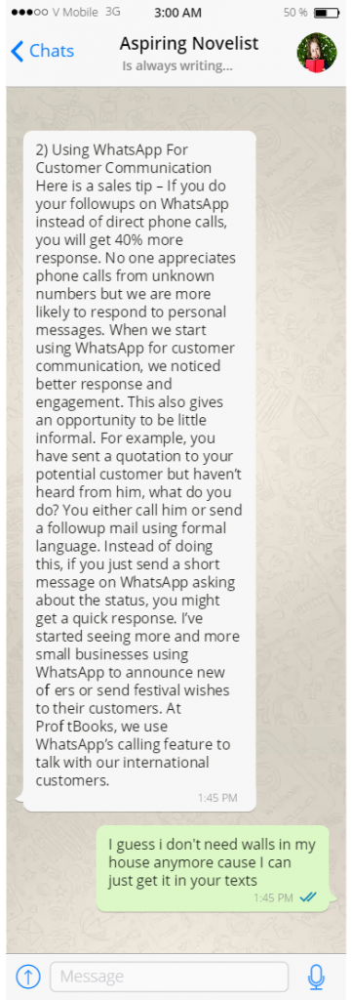 V Mobile 3G 3:00 AM 50 %
Chats
Aspiring Novelist
Is always writing...
2) Using WhatsApp For
Customer Communication
Here is a sales tip – If you do
your followups on WhatsApp
instead of direct phone calls,
you will get 40% more
response. No one appreciates
phone calls from unknown
numbers but we are more
likely to respond to personal
messages. When we start
using WhatsApp for customer
communication, we noticed
better response and
engagement. This also gives
an opportunity to be little
informal. For example, you
have sent a quotation to your
potential customer but haven’t
heard from him, what do you
do? You either call him or send
a followup mail using formal
language. Instead of doing
this, if you just send a short
message on WhatsApp asking
about the status, you might
get a quick response. I’ve
started seeing more and more
small businesses using
WhatsApp to announce new
of ers or send festival wishes
to their customers. At
Prof tBooks, we use
WhatsApp’s calling feature to
talk with our international
customers.
1:45 PM
I guess i don't need walls in my
house anymore cause I can
just get it in your texts
1:45 PM
Message